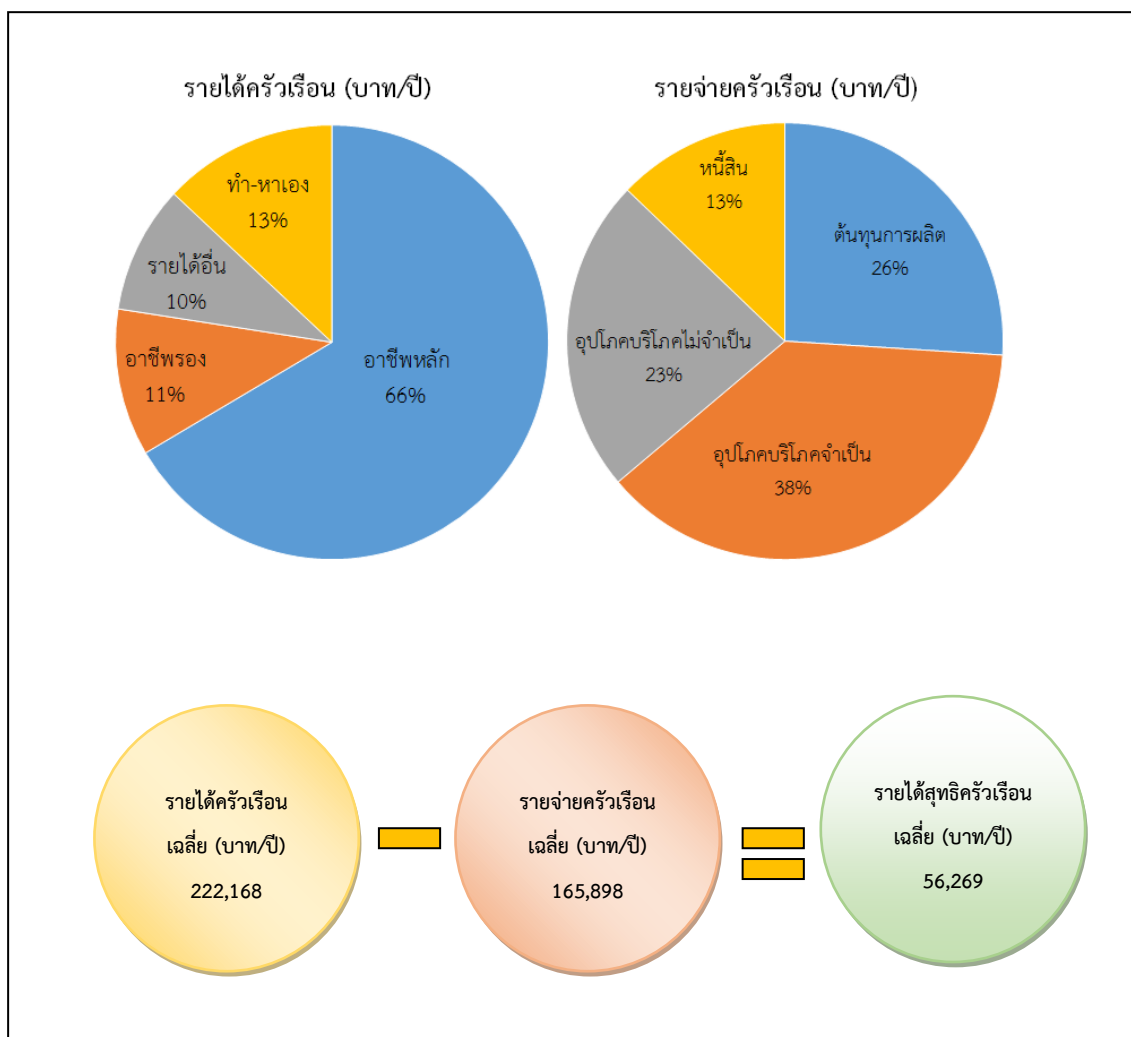 รายได้ครัวเรือน (บาท/ปี)
ทำ-หาเอง
13%
รายได้อื่น
10%
อาชีพรอง
11%
อาชีพหลัก
66%
รายจ่ายครัวเรือน (บาท/ปี)
หนี้สิน
13%
ต้นทุนการผลิต
26%
อุปโภคบริโภคไม่จำเป็น
23%
อุปโภคบริโภคจำเป็น
38%
รายได้ครัวเรือน
เฉลี่ย (บาท/ปี)
222,168
รายจ่ายครัวเรือน
เฉลี่ย (บาท/ปี)
165,898
รายได้สุทธิครัวเรือน
เฉลี่ย (บาท/ปี)
56,269